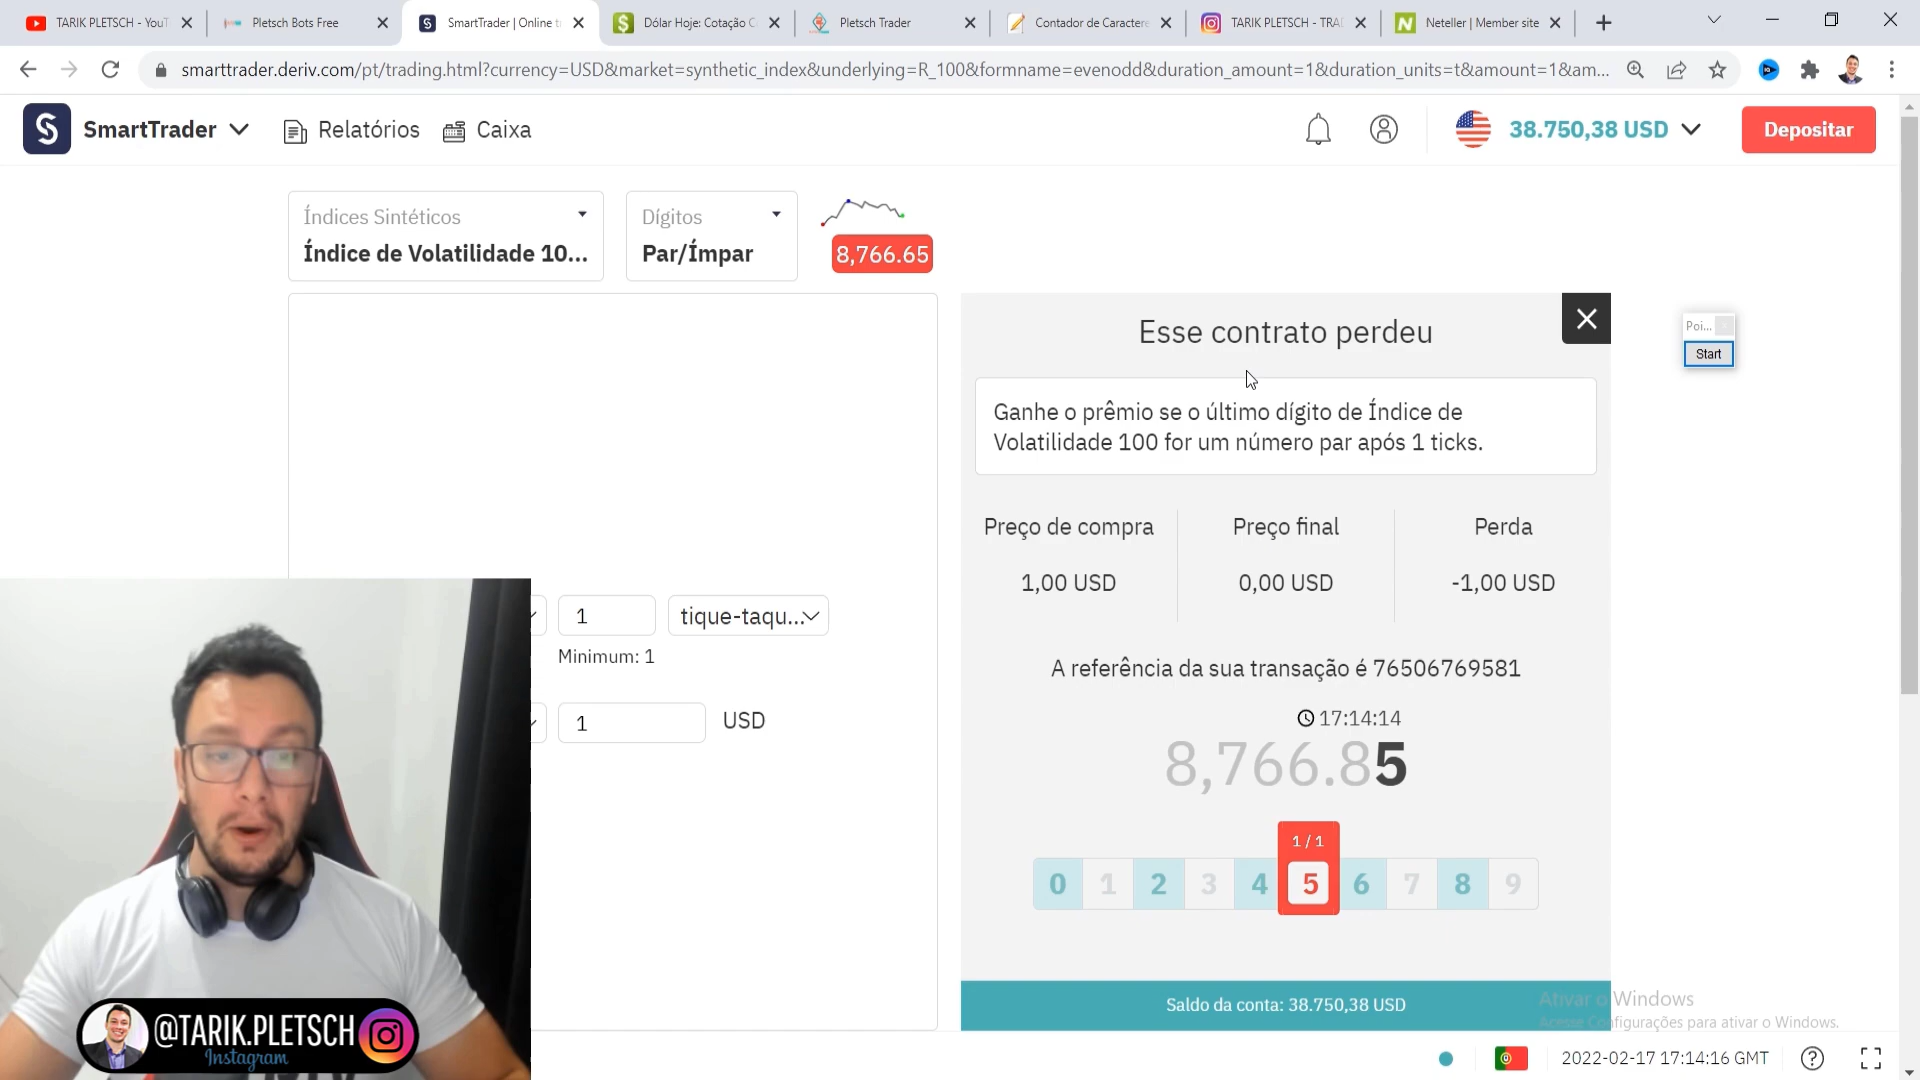 TARIK PLETSCH - YouT
Pletsch Bots Free
SmartTrader | Online t
Dólar Hoje: Cotação C
Pletsch Trader
Contador de Caractere
TARIK PLETSCH - TRA
Neteller | Member site
smarttrader.deriv.com/pt/trading.html?currency=USD&market=synthetic_index&underlying=R_100&formname=evenodd&duration_amount=1&duration_units=t&amount=1&am...
SmartTrader
Relatórios
Caixa
38.750,38 USD
Depositar
Índices Sintéticos
Índice de Volatilidade 10...
Dígitos
Par/Ímpar
8,766.65
Esse contrato perdeu
Poi...
Start
Ganhe o prêmio se o último dígito de Índice de
Volatilidade 100 for um número par após 1 ticks.
Preço de compra
Preço final
Perda
1,00 USD
0,00 USD
-1,00 USD
1
tique-taqu...
Minimum: 1
A referência da sua transação é 76506769581
1
USD
17:14:14
8,766.85
1 / 1
0 1 2 3 4 5 6 7 8 9
Saldo da conta: 38.750,38 USD
Ativar o Windows
Acesse Configurações para ativar o Windows.
@TARIK.PLETSCH
Instagram
2022-02-17 17:14:16 GMT